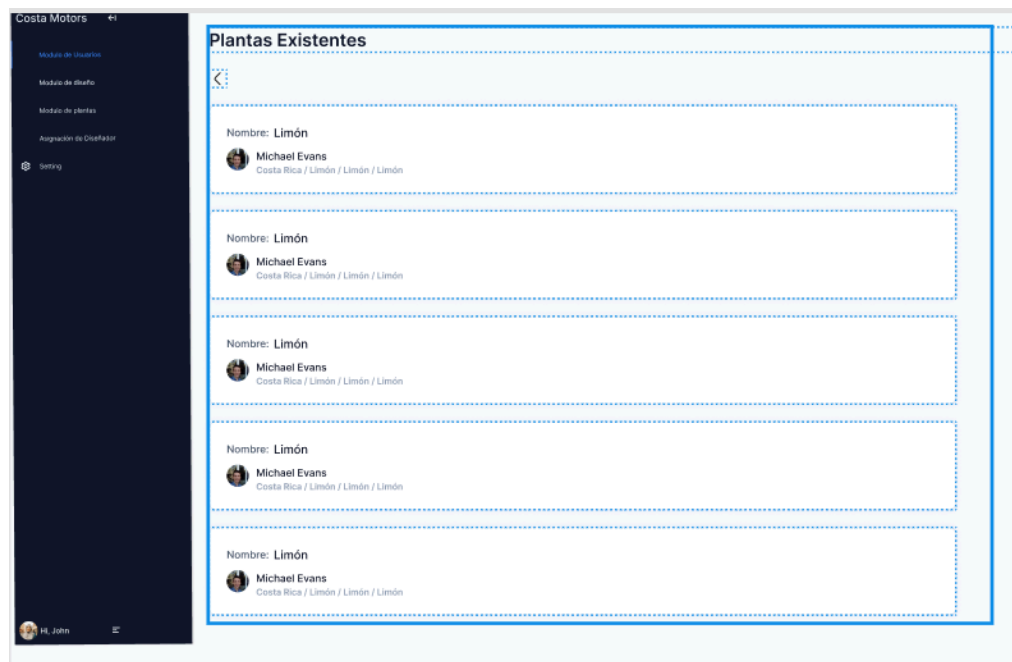 Costa Motors
Modulo de Usuarios
Modulo de diseño
Modulo de plantas
Asignación de Diseñador
Setting
Hi, John
Plantas Existentes
Nombre: Limón
Michael Evans
Costa Rica / Limón / Limón / Limón
Nombre: Limón
Michael Evans
Costa Rica / Limón / Limón / Limón
Nombre: Limón
Michael Evans
Costa Rica / Limón / Limón / Limón
Nombre: Limón
Michael Evans
Costa Rica / Limón / Limón / Limón
Nombre: Limón
Michael Evans
Costa Rica / Limón / Limón / Limón